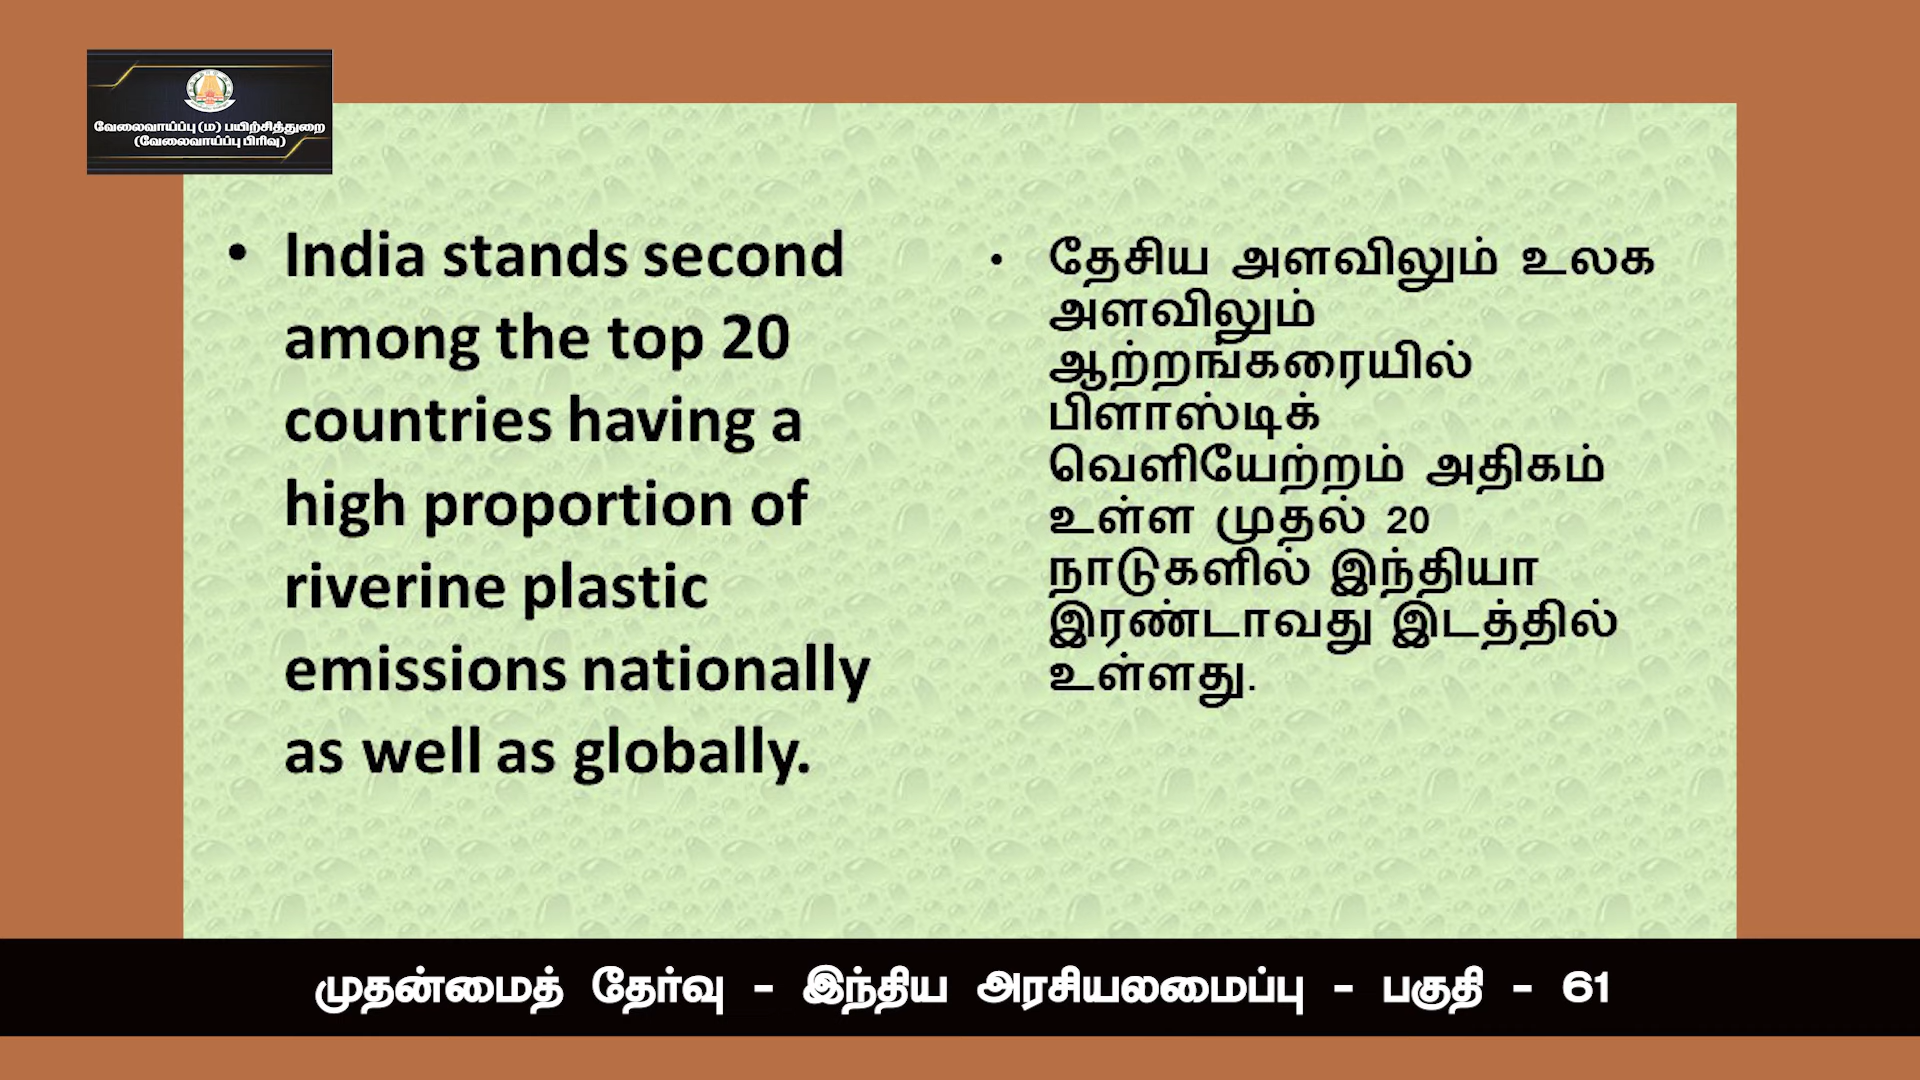 வேலைவாய்ப்பு (ம) பயிற்சித்துறை
(வேலைவாய்ப்பு பிரிவு)
• India stands second
among the top 20
countries having a
high proportion of
riverine plastic
emissions nationally
as well as globally.
• தேசிய அளவிலும் உலக
அளவிலும்
ஆற்றங்கரையில்
பிளாஸ்டிக்
வெளியேற்றம் அதிகம்
உள்ள முதல் 20
நாடுகளில் இந்தியா
இரண்டாவது இடத்தில்
உள்ளது.
முதன்மைத் தேர்வு - இந்திய அரசியலமைப்பு - பகுதி - 61